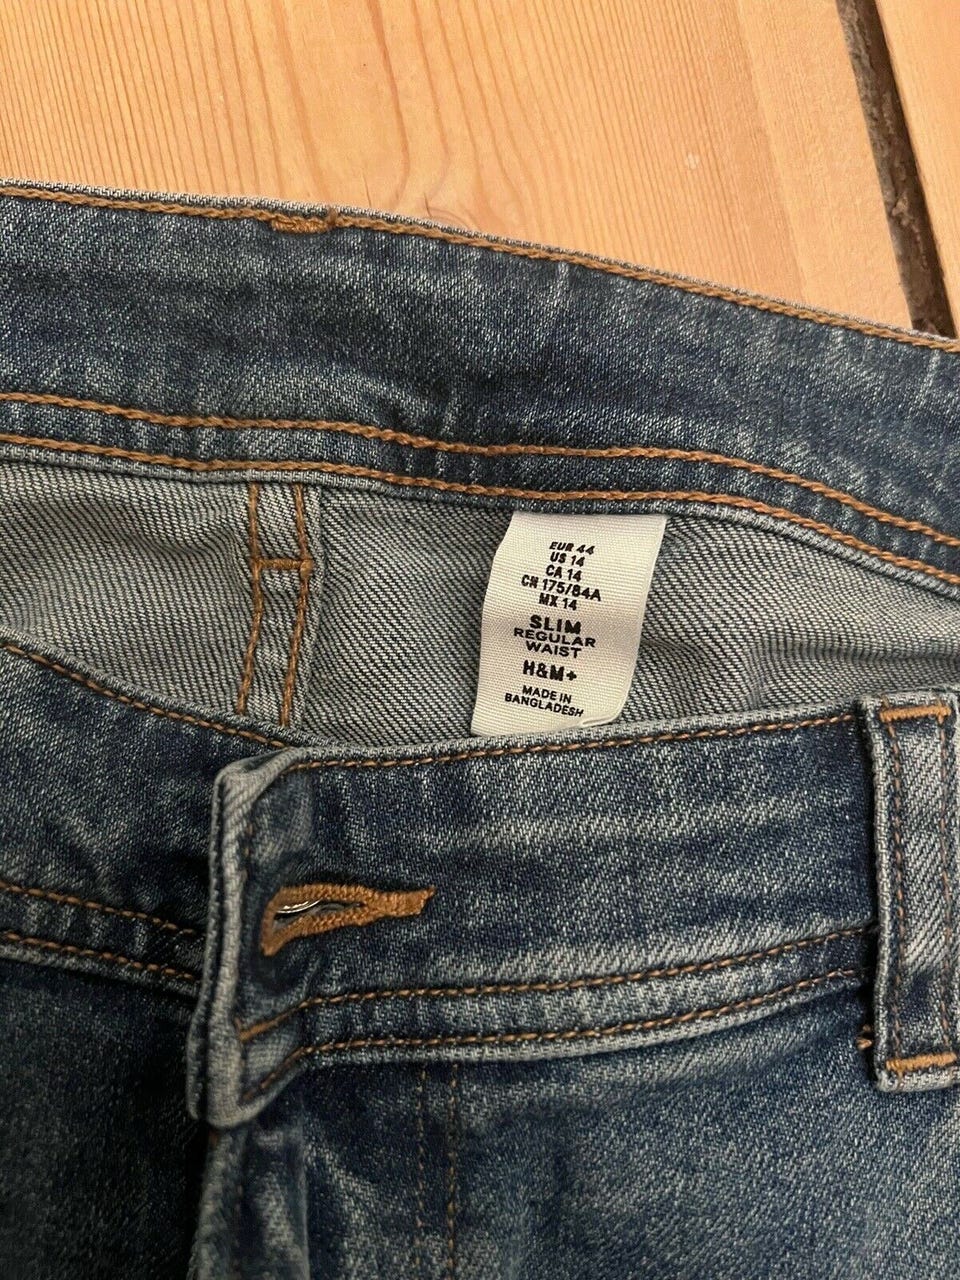 EUR 44
US 14
CA 14
CN 175/84A
MX 14
SLIM
REGULAR
WAIST
H&M+
MADE IN
BANGLADESH